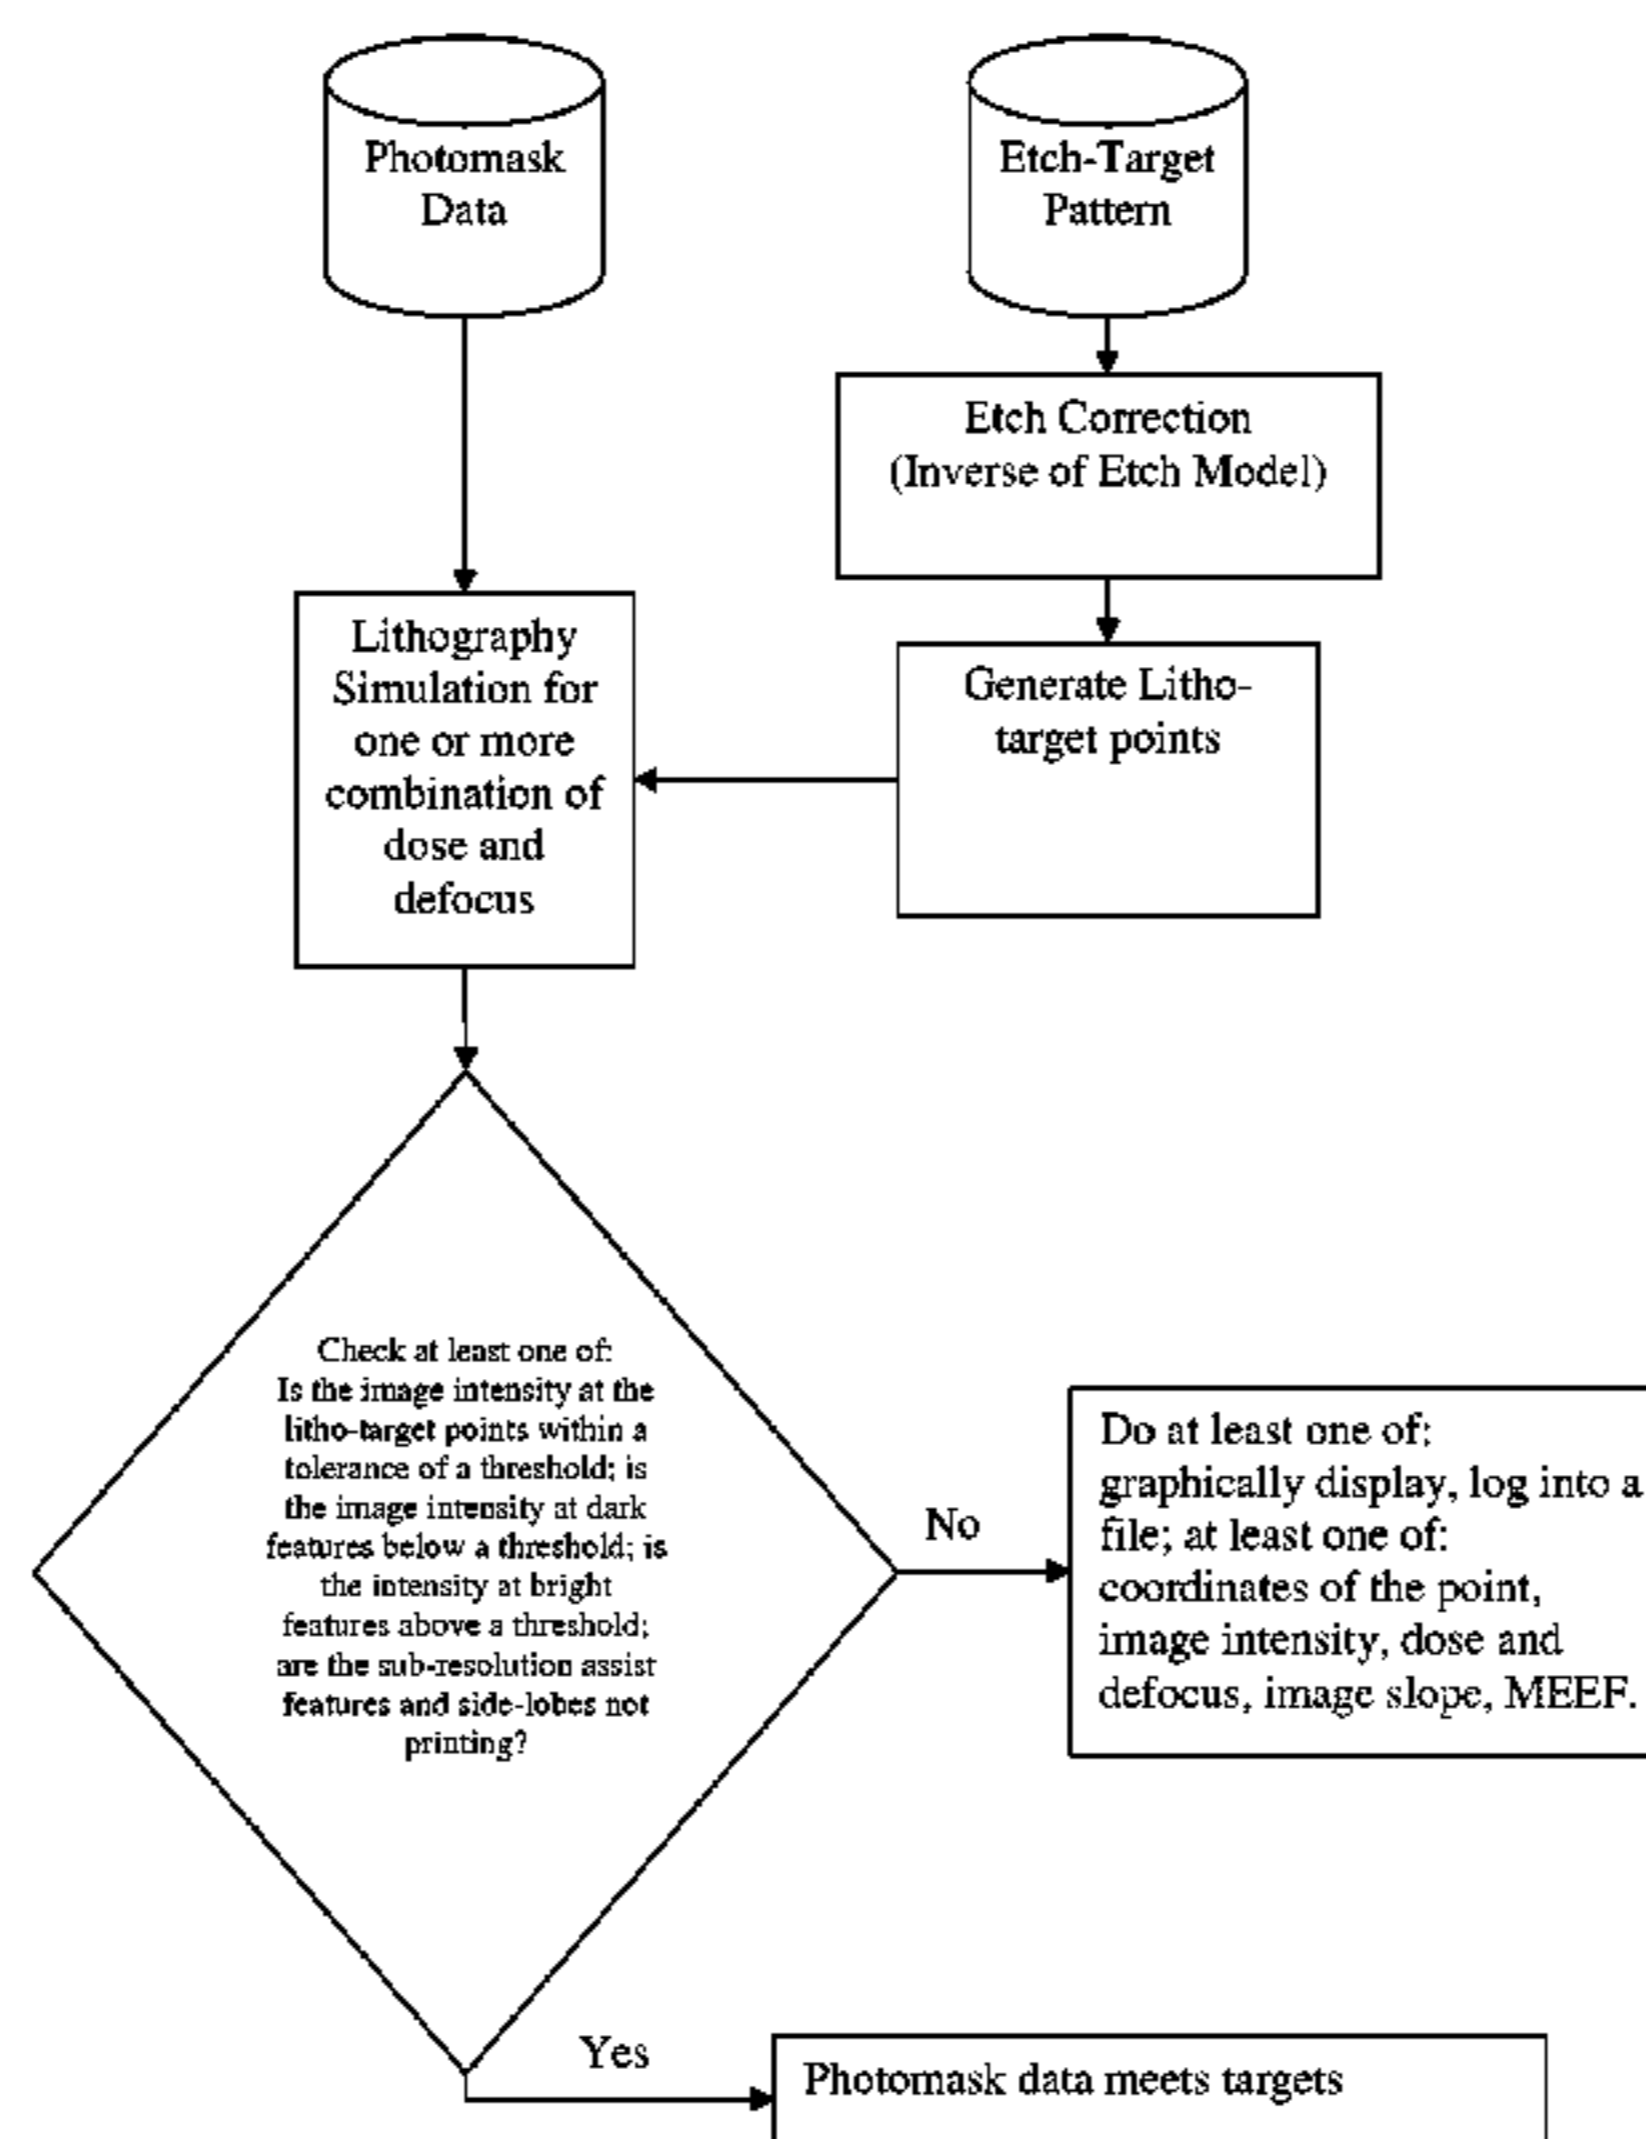 Photomask
Data
Etch-Target
Pattern
Etch Correction
(Inverse of Etch Model)
Lithography
Simulation for
one or more
combination of
dose and
defocus
Generate Litho-
target points
Check at least one of:
Is the image intensity at the
litho-target points within a
tolerance of a threshold; is
the image intensity at dark
features below a threshold; is
the intensity at bright
features above a threshold;
are the sub-resolution assist
features and side-lobes not
printing?
No
Do at least one of:
graphically display, log into a
file; at least one of:
coordinates of the point,
image intensity, dose and
defocus, image slope, MEEF.
Yes
Photomask data meets targets